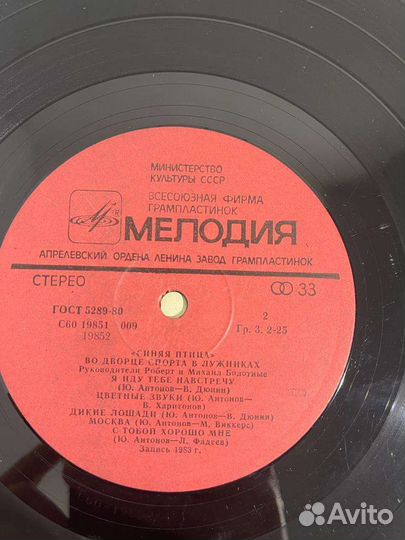 МИНИСТЕРСТВО
КУЛЬТУРЫ СССР
ВСЕСОЮЗНАЯ ФИРМА
ГРАМПЛАСТИНОК
®
МЕЛОДИЯ
АПРЕЛЕВСКИЙ ОРДЕНА ЛЕНИНА ЗАВОД ГРАМПЛАСТИНОК
СТЕРЕО 33
ГОСТ 5289-80 2
С60 19851 009 Гр. 3. 2-25
19852
«СИНЯЯ ПТИЦА»
ВО ДВОРЦЕ СПОРТА В ЛУЖНИКАХ
Руководители Роберт и Михаил Болотные
Я ИДУ ТЕБЕ НАВСТРЕЧУ
(Ю. Антонов—В. Дюнин)
ЦВЕТНЫЕ ЗВУКИ (Ю. Антонов—
В. Харитонов)
ДИКИЕ ЛОШАДИ (Ю. Антонов—В. Дюнин)
МОСКВА (Ю. Антонов—М. Виккерс)
С ТОБОЙ ХОРОШО МНЕ
(Ю. Антонов—Л. Фадеев)
Запись 1983 г.
Avito